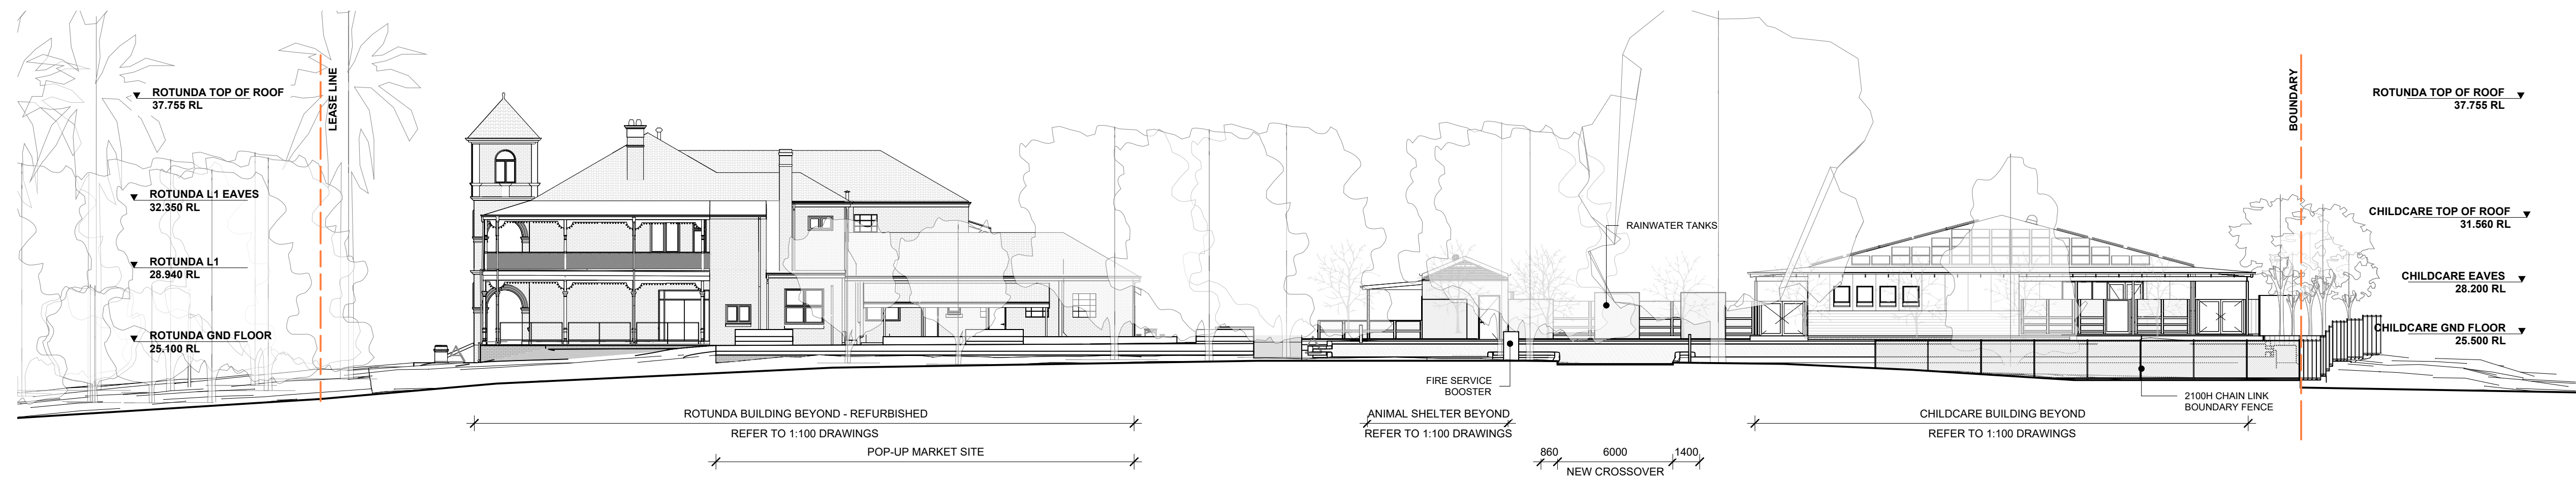 ROTUNDA TOP OF ROOF
37.755 RL
LEASE LINE
ROTUNDA L1 EAVES
32.350 RL
ROTUNDA L1
28.940 RL
ROTUNDA GND FLOOR
25.100 RL
RAINWATER TANKS
BOUNDARY
ROTUNDA TOP OF ROOF
37.755 RL
CHILDCARE TOP OF ROOF
31.560 RL
CHILDCARE EAVES
28.200 RL
CHILDCARE GND FLOOR
25.500 RL
FIRE SERVICE
BOOSTER
2100H CHAIN LINK
BOUNDARY FENCE
ROTUNDA BUILDING BEYOND - REFURBISHED
REFER TO 1:100 DRAWINGS
ANIMAL SHELTER BEYOND
REFER TO 1:100 DRAWINGS
CHILDCARE BUILDING BEYOND
REFER TO 1:100 DRAWINGS
POP-UP MARKET SITE
860 6000 1400
NEW CROSSOVER